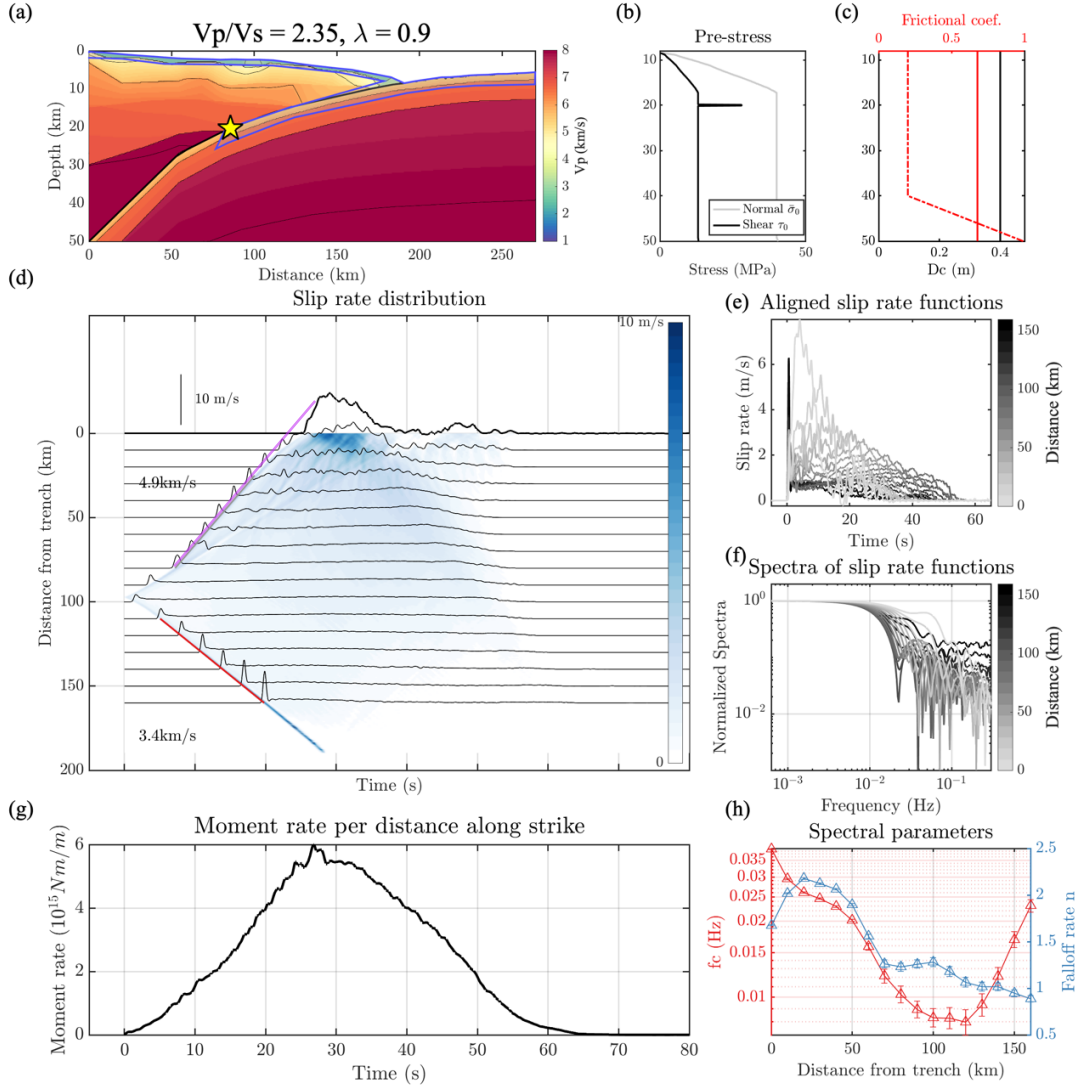 (a)
Vp/Vs = 2.35, λ = 0.9
0
10
20
30
40
50
Depth (km)
0
50
100
150
200
250
Distance (km)
8
7
6
5
4
3
2
1
Vp (km/s)
(b)
Pre-stress
10
20
30
40
50
Normal σ̄₀
Shear τ₀
0
50
Stress (MPa)
(c)
Frictional coef.
0
0.5
1
10
20
30
40
50
0
0.2
0.4
Dc (m)
(d)
Slip rate distribution
10 m/s
10 m/s
0
50
100
150
200
Distance from trench (km)
4.9km/s
3.4km/s
0
Time (s)
(e)
Aligned slip rate functions
6
4
2
0
Slip rate (m/s)
0
20
40
60
Time (s)
150
100
50
0
Distance (km)
(f)
Spectra of slip rate functions
10⁰
10⁻²
Normalized Spectra
10⁻³
10⁻²
10⁻¹
Frequency (Hz)
150
100
50
0
Distance (km)
(g)
Moment rate per distance along strike
6
4
2
0
Moment rate (10¹⁵Nm/m)
0
10
20
30
40
50
60
70
80
Time (s)
(h)
Spectral parameters
0.035
0.03
0.025
0.02
0.015
0.01
fc (Hz)
2.5
2
1.5
1
0.5
Falloff rate n
0
50
100
150
Distance from trench (km)